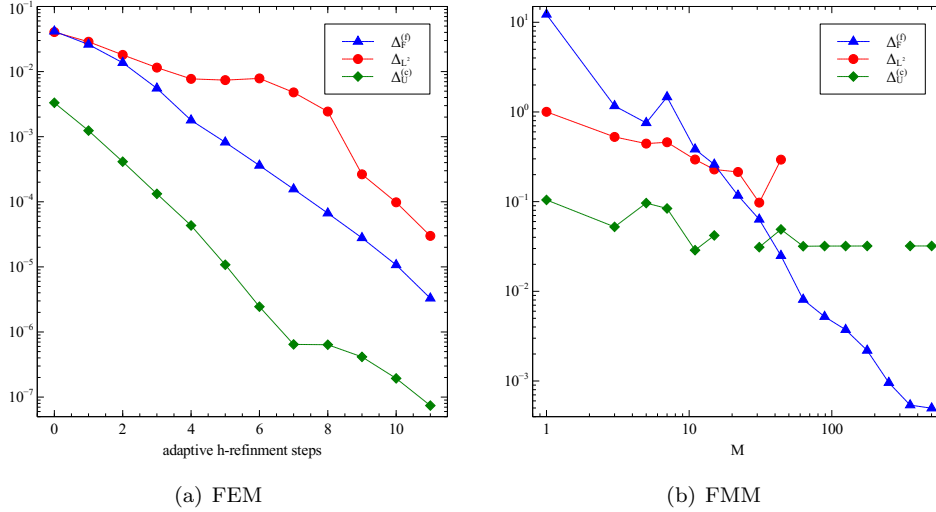 10⁻¹
10⁻²
10⁻³
10⁻⁴
10⁻⁵
10⁻⁶
10⁻⁷
0 2 4 6 8 10
adaptive h-refinment steps
Δ_F^(f)
Δ_L²
Δ_U^(c)
(a) FEM
10¹
10⁰
10⁻¹
10⁻²
10⁻³
1 10 100
M
Δ_F^(f)
Δ_L²
Δ_U^(c)
(b) FMM